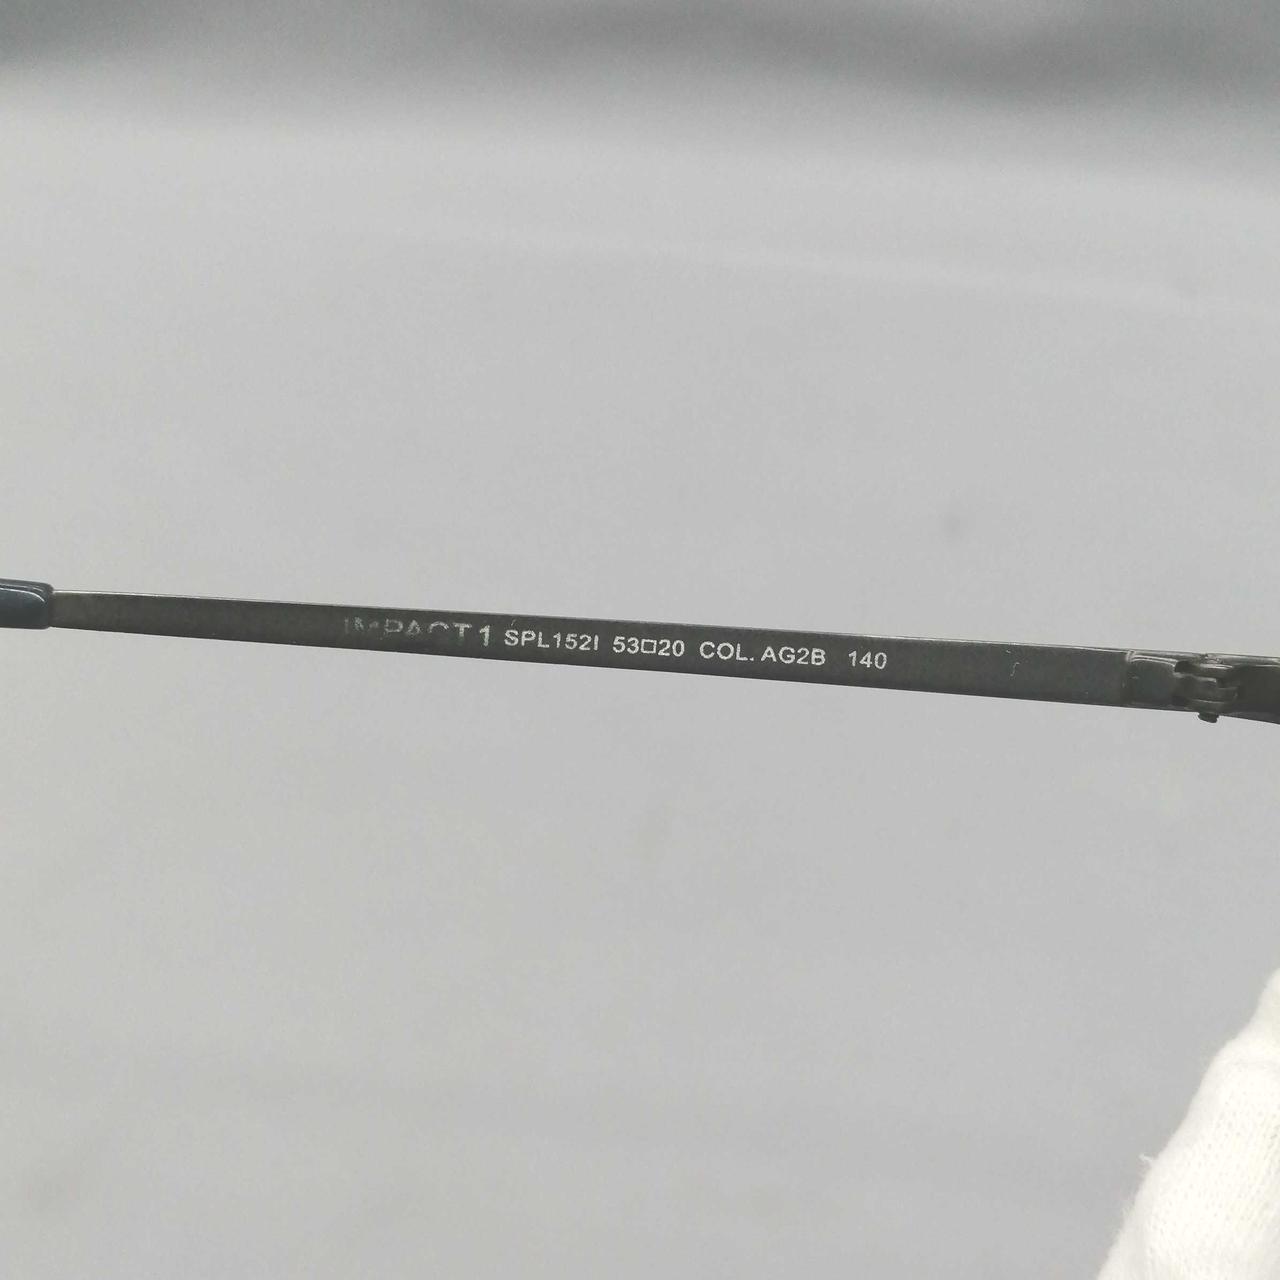 IMPACT 1 SPL152I 53□20 COL. AG2B 140